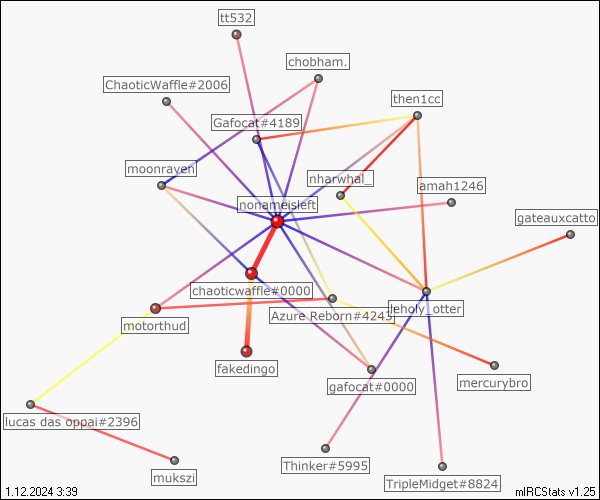 tt532
chobham.
ChaoticWaffle#2006
then1cc
Gafocat#4189
moonraven
nharwhal_
amah1246
nonameisleft
gateauxcatto
chaoticwaffle#0000
leholy_otter
Azure Reborn#4243
motorthud
fakedingo
gafocat#0000
mercurybro
lucas das oppai#2396
Thinker#5995
mukszi
TripleMidget#8824
1.12.2024 3:39
mIRCStats v1.25